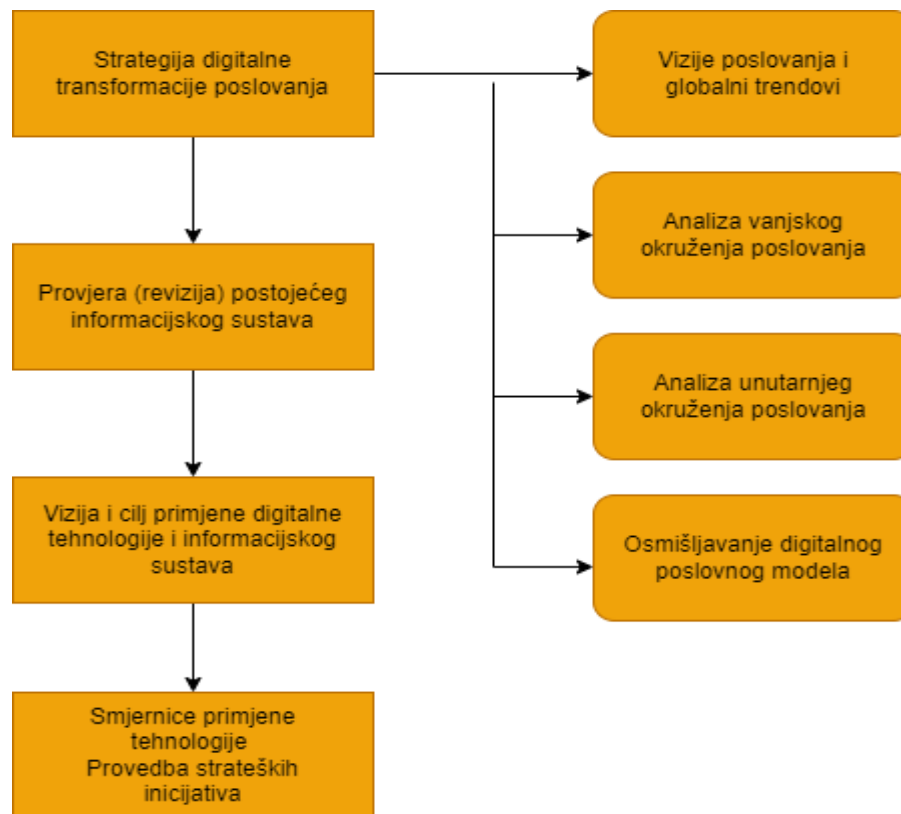 Strategija digitalne
transformacije poslovanja
Vizije poslovanja i
globalni trendovi
Analiza vanjskog
okruženja poslovanja
Provjera (revizija) postojećeg
informacijskog sustava
Analiza unutarnjeg
okruženja poslovanja
Vizija i cilj primjene digitalne
tehnologije i informacijskog
sustava
Osmišljavanje digitalnog
poslovnog modela
Smjernice primjene
tehnologije
Provedba strateških
inicijativa